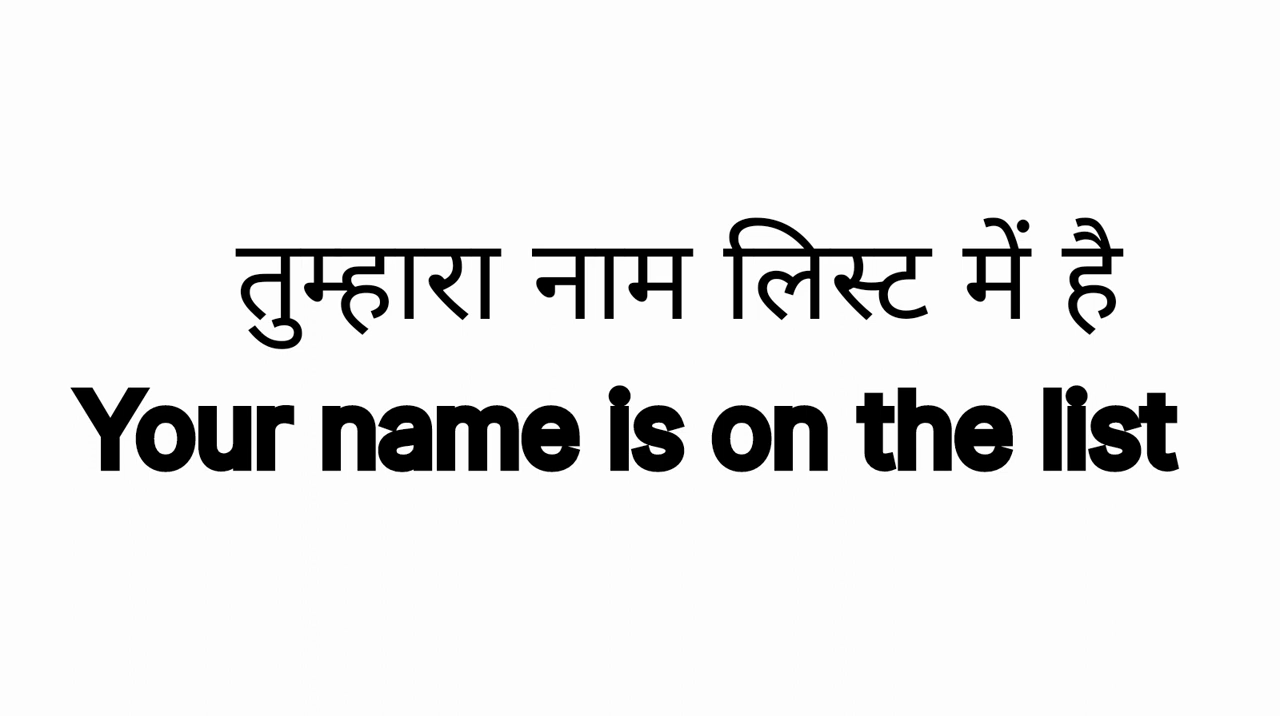 तुम्हारा नाम लिस्ट में है
Your name is on the list